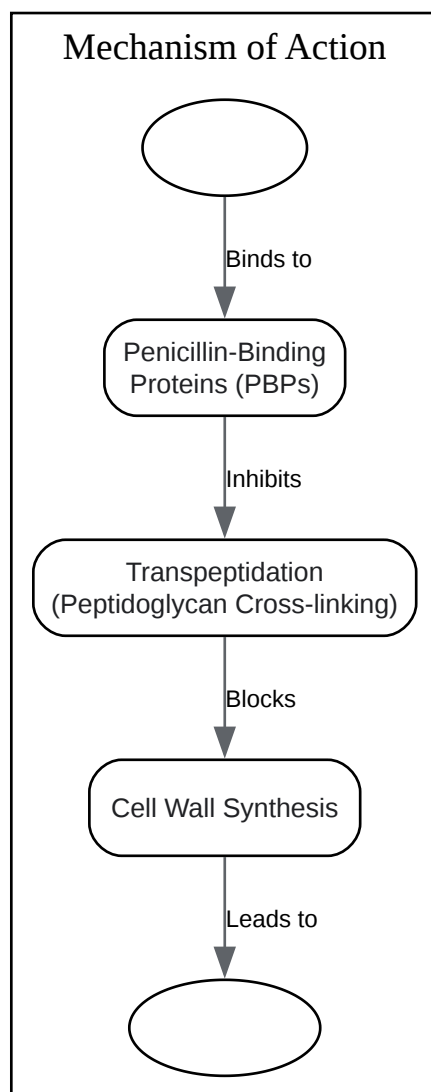 Mechanism of Action
Binds to
Penicillin-Binding
Proteins (PBPs)
Inhibits
Transpeptidation
(Peptidoglycan Cross-linking)
Blocks
Cell Wall Synthesis
Leads to